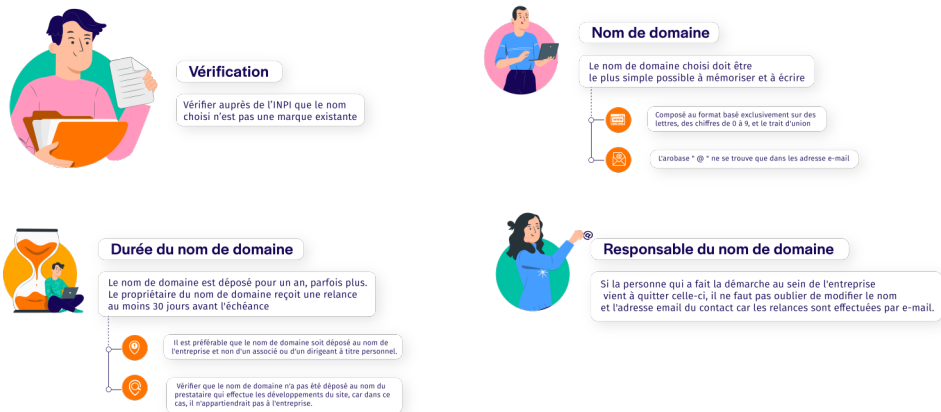 Vérification
Vérifier auprès de l'INPI que le nom
choisi n'est pas une marque existante
Nom de domaine
Le nom de domaine choisi doit être
le plus simple possible à mémoriser et à écrire
Composé au format basé exclusivement sur des
lettres, des chiffres de 0 à 9, et le trait d'union
L'arobase " @ " ne se trouve que dans les adresse e-mail
Durée du nom de domaine
Le nom de domaine est déposé pour un an, parfois plus.
Le propriétaire du nom de domaine reçoit une relance
au moins 30 jours avant l'échéance
Il est préférable que le nom de domaine soit déposé au nom de
l'entreprise et non d'un associé ou d'un dirigeant à titre personnel.
Vérifier que le nom de domaine n'a pas été déposé au nom du
prestataire qui effectue les développements du site, car dans ce
cas, il n'appartiendrait pas à l'entreprise.
@
Responsable du nom de domaine
Si la personne qui a fait la démarche au sein de l'entreprise
vient à quitter celle-ci, il ne faut pas oublier de modifier le nom
et l'adresse email du contact car les relances sont effectuées par e-mail.